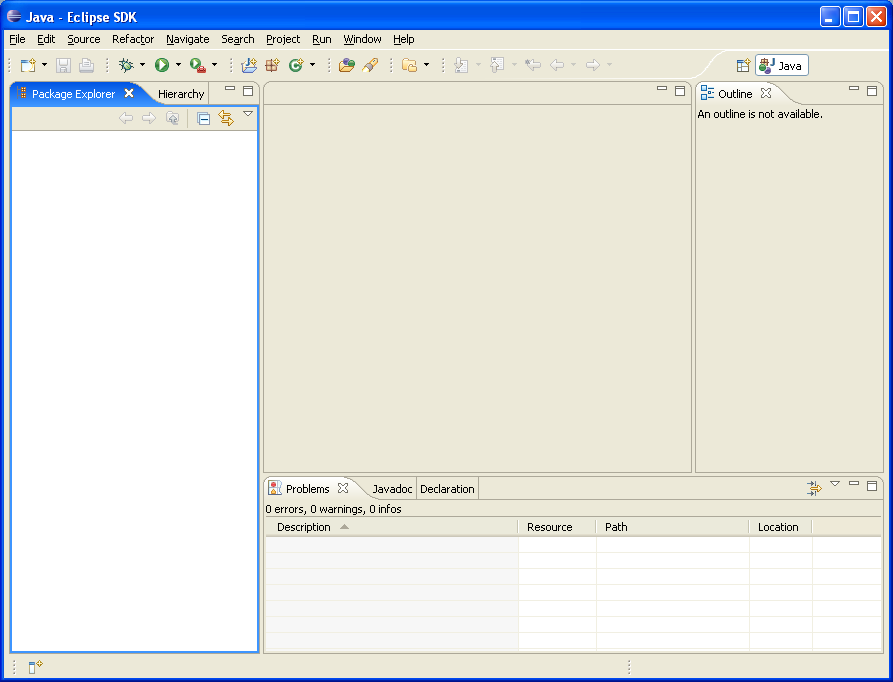 Java - Eclipse SDK
File Edit Source Refactor Navigate Search Project Run Window Help
Java
Package Explorer Hierarchy
Outline
An outline is not available.
Problems Javadoc Declaration
0 errors, 0 warnings, 0 infos
Description Resource Path Location